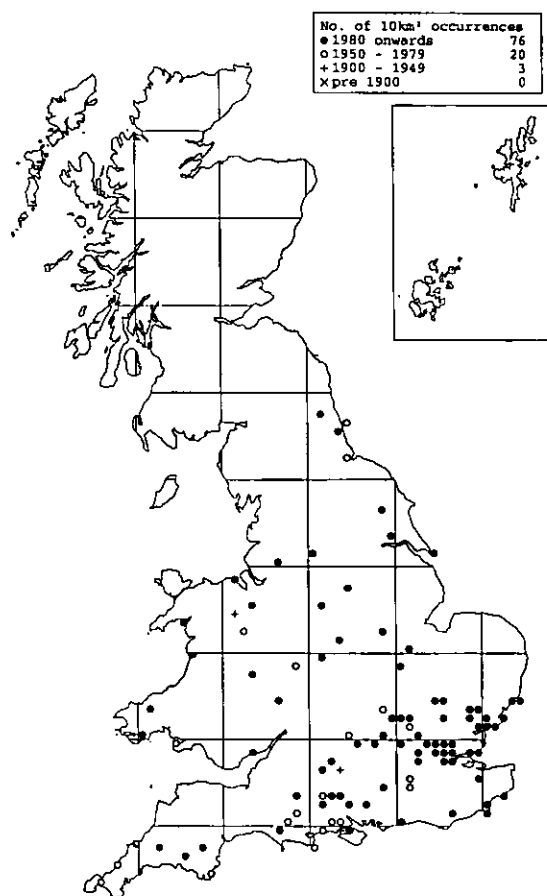 No. of 10km² occurrences
● 1980 onwards 76
○ 1950 - 1979 20
+ 1900 - 1949 3
× pre 1900 0